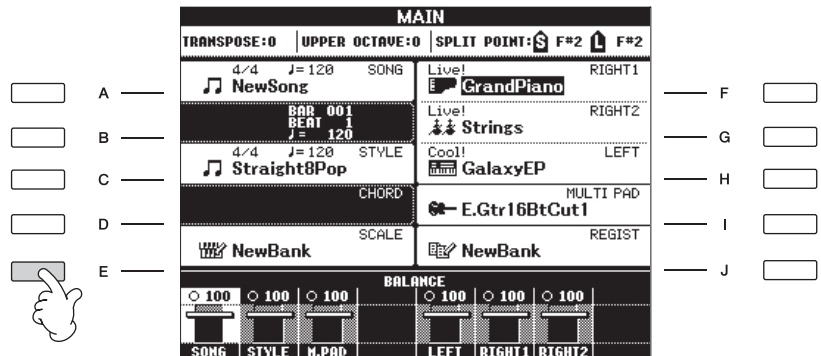 MAIN
TRANSPOSE:0 UPPER OCTAVE:0 SPLIT POINT: S F#2 L F#2
4/4 ♩=120 SONG
NewSong
BAR 001
BEAT 1
♩= 120
4/4 ♩=120 STYLE
Straight8Pop
CHORD
SCALE
NewBank
Live! RIGHT1
GrandPiano
Live! RIGHT2
Strings
Cool! LEFT
GalaxyEP
MULTI PAD
E.Gtr16BtCut1
REGIST
NewBank
A
B
C
D
E
F
G
H
I
J
BALANCE
100 100 100 100 100 100
SONG STYLE M.PAD LEFT RIGHT1 RIGHT2